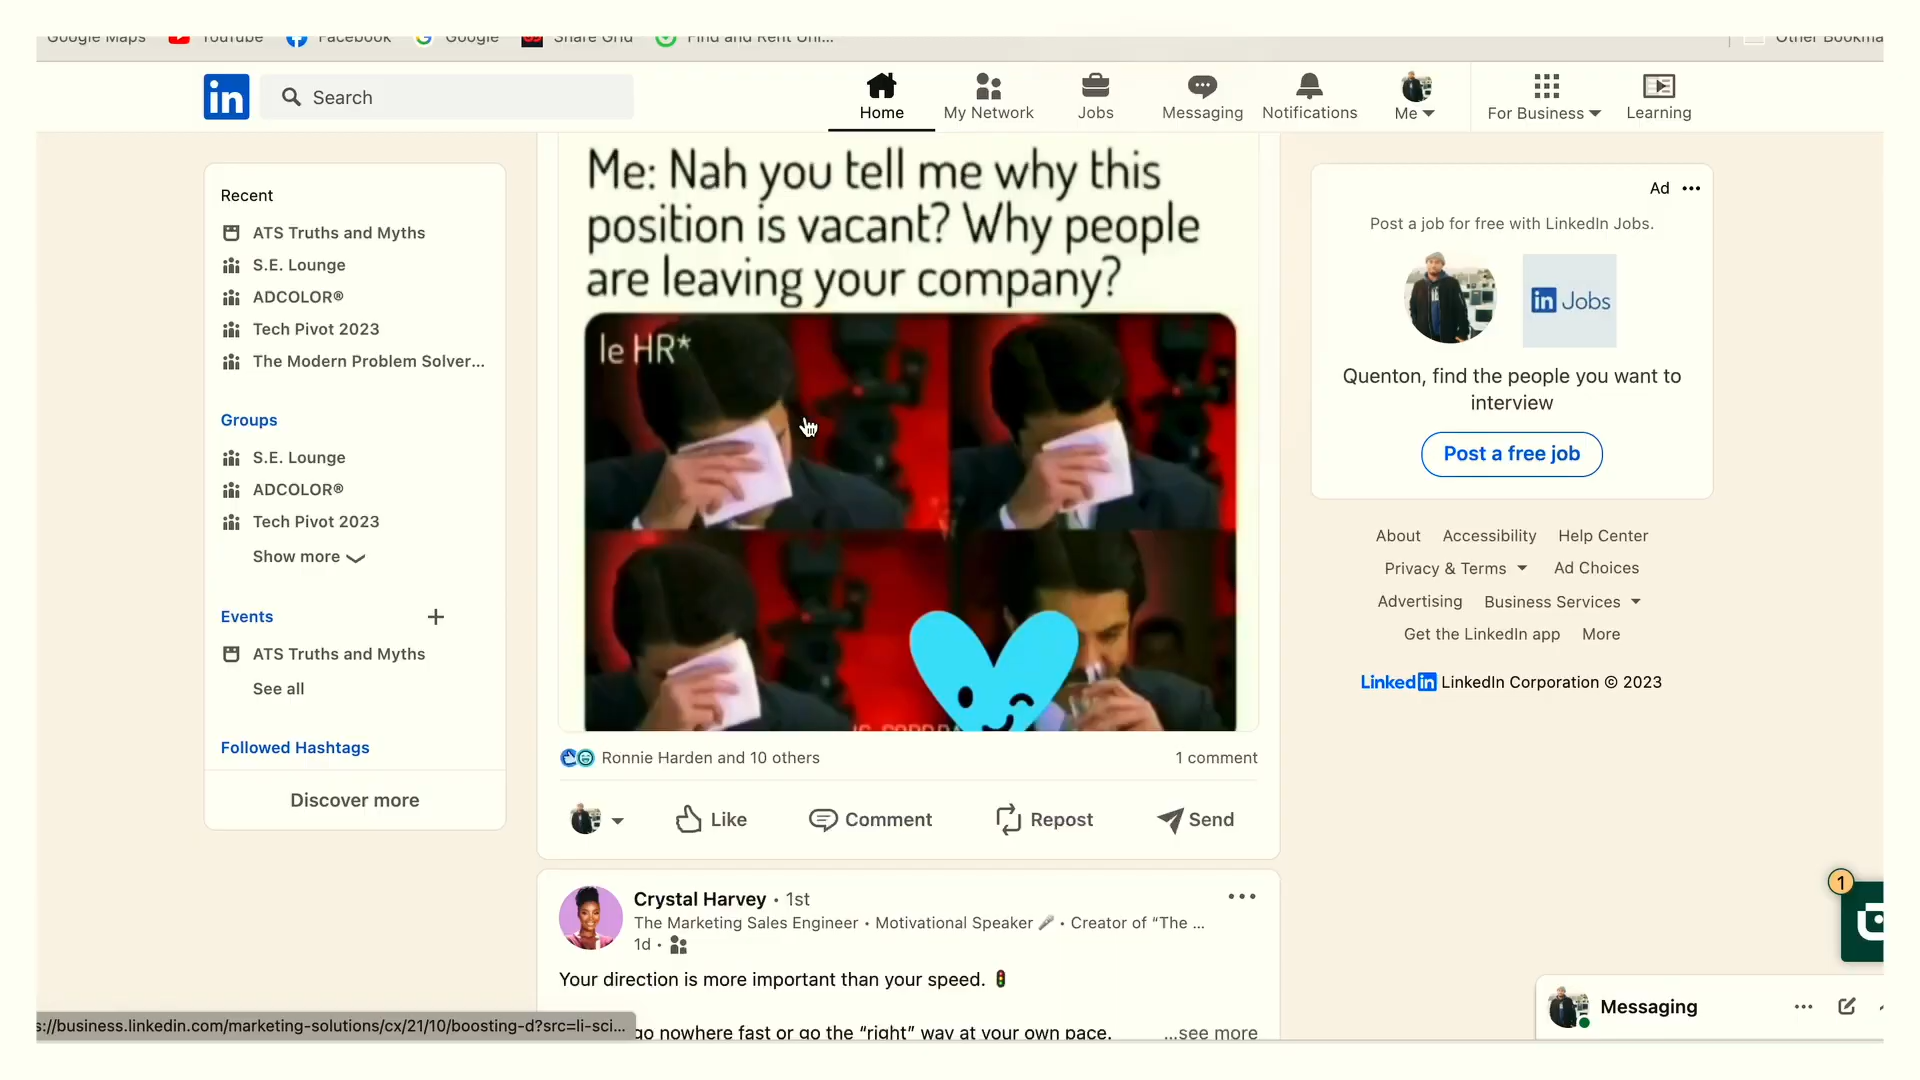 Google Maps
YouTube
Facebook
Google
Share Grid
Find and Rent Uni...
Other Bookma
in
Search
Home
My Network
Jobs
Messaging
Notifications
Me
For Business
Learning
Recent
ATS Truths and Myths
S.E. Lounge
ADCOLOR®
Tech Pivot 2023
The Modern Problem Solver...
Groups
S.E. Lounge
ADCOLOR®
Tech Pivot 2023
Show more
Events
ATS Truths and Myths
See all
Followed Hashtags
Discover more
Me: Nah you tell me why this
position is vacant? Why people
are leaving your company?
le HR*
Ronnie Harden and 10 others
1 comment
Like
Comment
Repost
Send
Crystal Harvey • 1st
The Marketing Sales Engineer • Motivational Speaker 🎤 • Creator of “The ...
1d •
Your direction is more important than your speed. 🚦
go nowhere fast or go the “right” way at your own pace.
...see more
Ad
Post a job for free with LinkedIn Jobs.
in Jobs
Quenton, find the people you want to
interview
Post a free job
About Accessibility Help Center
Privacy & Terms Ad Choices
Advertising Business Services
Get the LinkedIn app More
LinkedIn LinkedIn Corporation © 2023
1
Messaging
s://business.linkedin.com/marketing-solutions/cx/21/10/boosting-d?src=li-sci...